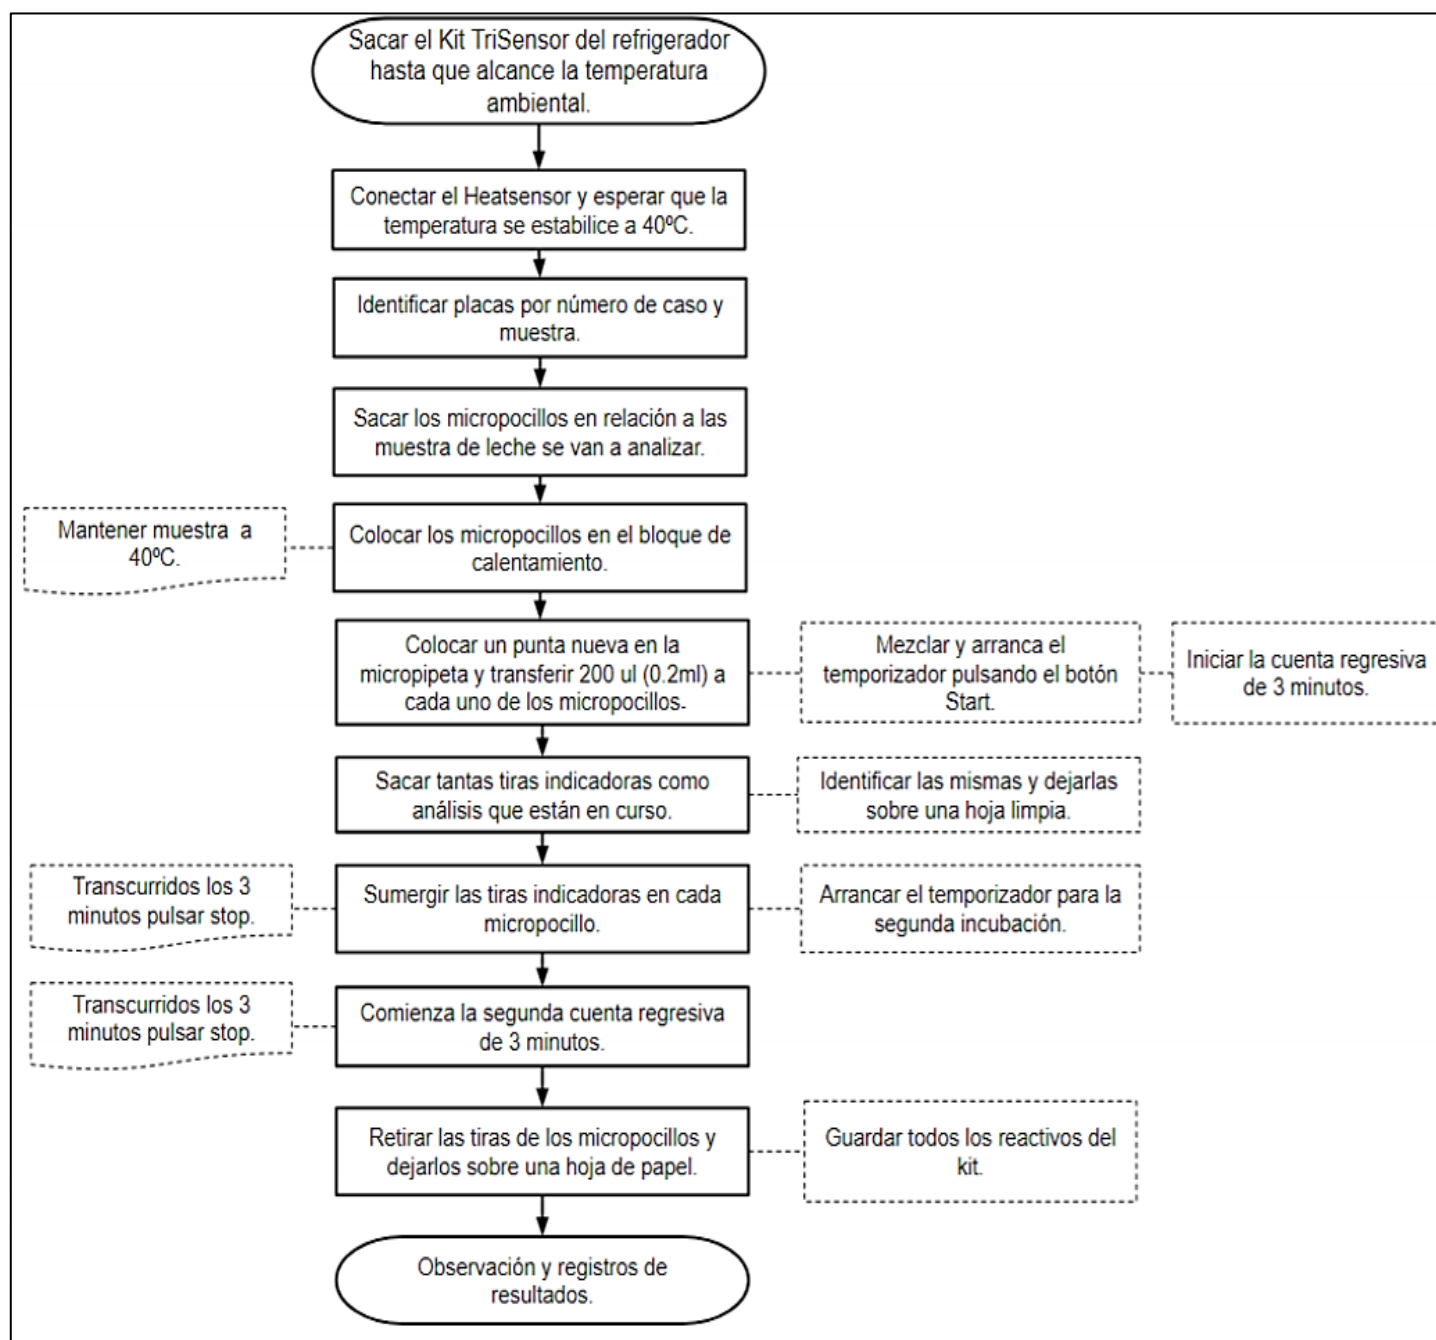 Sacar el Kit TriSensor del refrigerador
hasta que alcance la temperatura
ambiental.
Conectar el Heatsensor y esperar que la
temperatura se estabilice a 40ºC.
Identificar placas por número de caso y
muestra.
Sacar los micropocillos en relación a las
muestra de leche se van a analizar.
Mantener muestra a
40ºC.
Colocar los micropocillos en el bloque de
calentamiento.
Colocar un punta nueva en la
micropipeta y transferir 200 ul (0.2ml) a
cada uno de los micropocillos.
Mezclar y arranca el
temporizador pulsando el botón
Start.
Iniciar la cuenta regresiva
de 3 minutos.
Sacar tantas tiras indicadoras como
análisis que están en curso.
Identificar las mismas y dejarlas
sobre una hoja limpia.
Transcurridos los 3
minutos pulsar stop.
Sumergir las tiras indicadoras en cada
micropocillo.
Arrancar el temporizador para la
segunda incubación.
Transcurridos los 3
minutos pulsar stop.
Comienza la segunda cuenta regresiva
de 3 minutos.
Retirar las tiras de los micropocillos y
dejarlos sobre una hoja de papel.
Guardar todos los reactivos del
kit.
Observación y registros de
resultados.